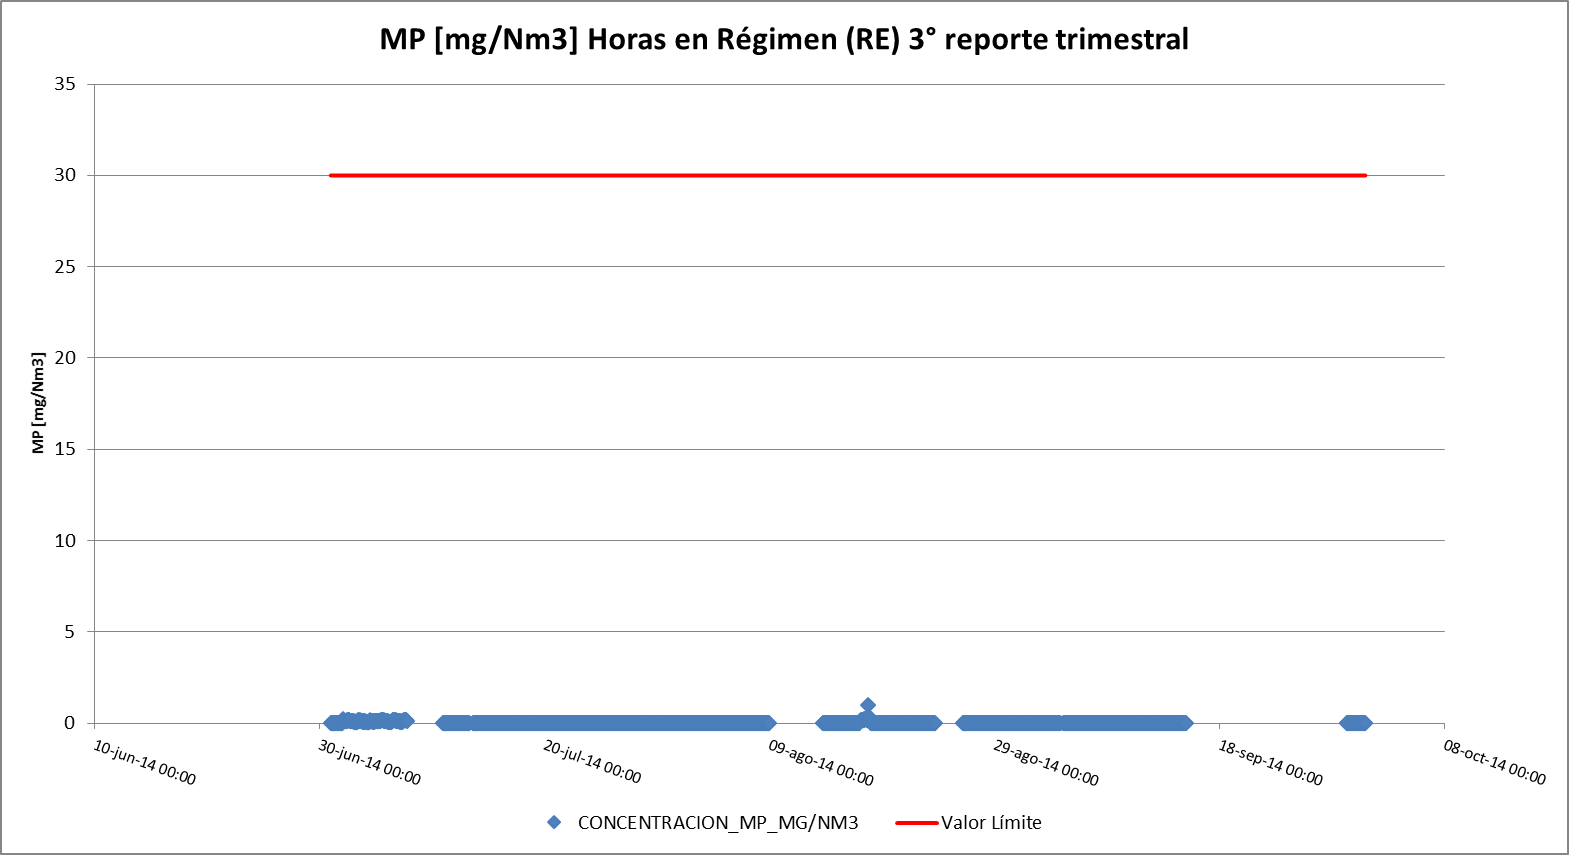 MP [mg/Nm3] Horas en Régimen (RE) 3° reporte trimestral
35
30
25
20
15
10
5
0
MP [mg/Nm3]
10-jun-14 00:00
30-jun-14 00:00
20-jul-14 00:00
09-ago-14 00:00
29-ago-14 00:00
18-sep-14 00:00
08-oct-14 00:00
CONCENTRACION_MP_MG/NM3
Valor Límite